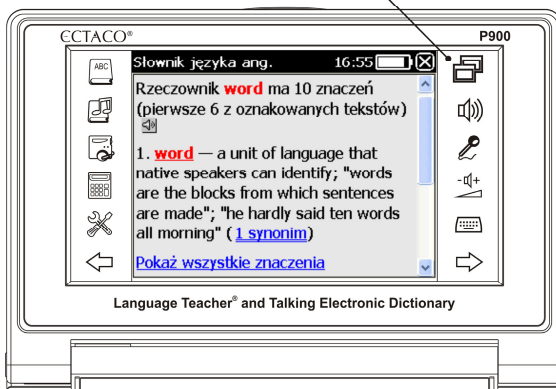 ECTACO®
P900
ABC
Słownik języka ang. 16:55
Rzeczownik word ma 10 znaczeń
(pierwsze 6 z oznakowanych tekstów)
1. word — a unit of language that
native speakers can identify; "words
are the blocks from which sentences
are made"; "he hardly said ten words
all morning" ( 1 synonim)
Pokaż wszystkie znaczenia
Language Teacher® and Talking Electronic Dictionary